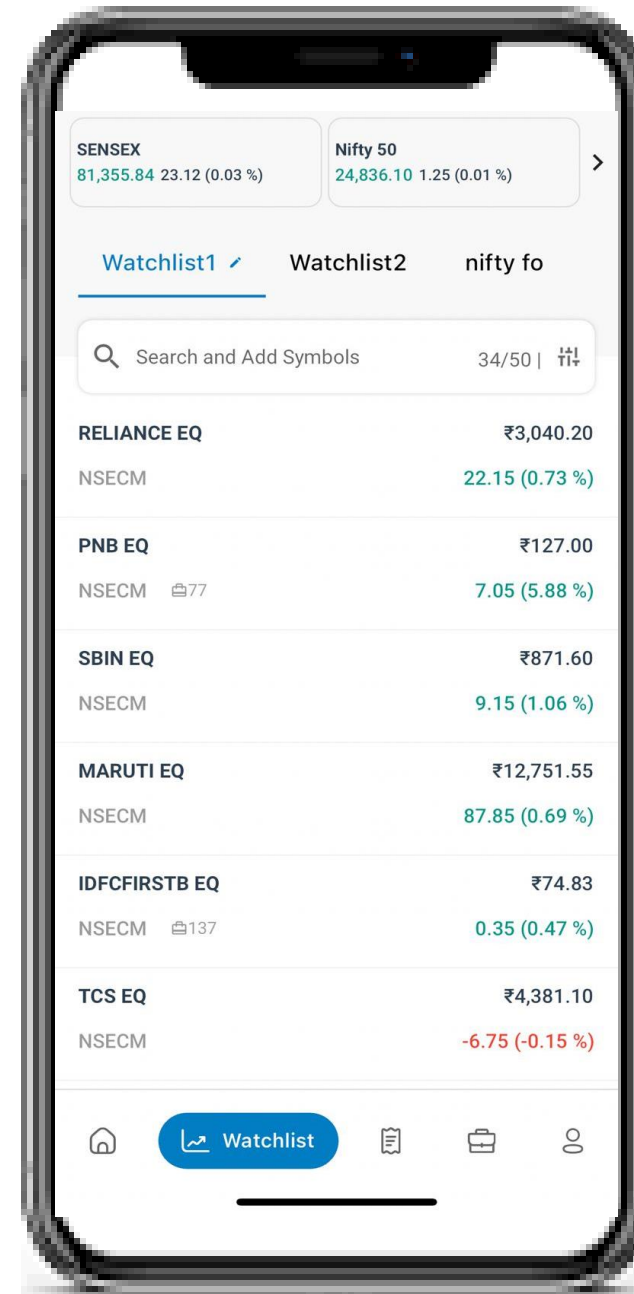 SENSEX
81,355.84 23.12 (0.03 %)
Nifty 50
24,836.10 1.25 (0.01 %)
Watchlist1 Watchlist2 nifty fo
Search and Add Symbols 34/50 |
RELIANCE EQ ₹3,040.20
NSECM 22.15 (0.73 %)
PNB EQ ₹127.00
NSECM 77 7.05 (5.88 %)
SBIN EQ ₹871.60
NSECM 9.15 (1.06 %)
MARUTI EQ ₹12,751.55
NSECM 87.85 (0.69 %)
IDFCFIRSTB EQ ₹74.83
NSECM 137 0.35 (0.47 %)
TCS EQ ₹4,381.10
NSECM -6.75 (-0.15 %)
Watchlist